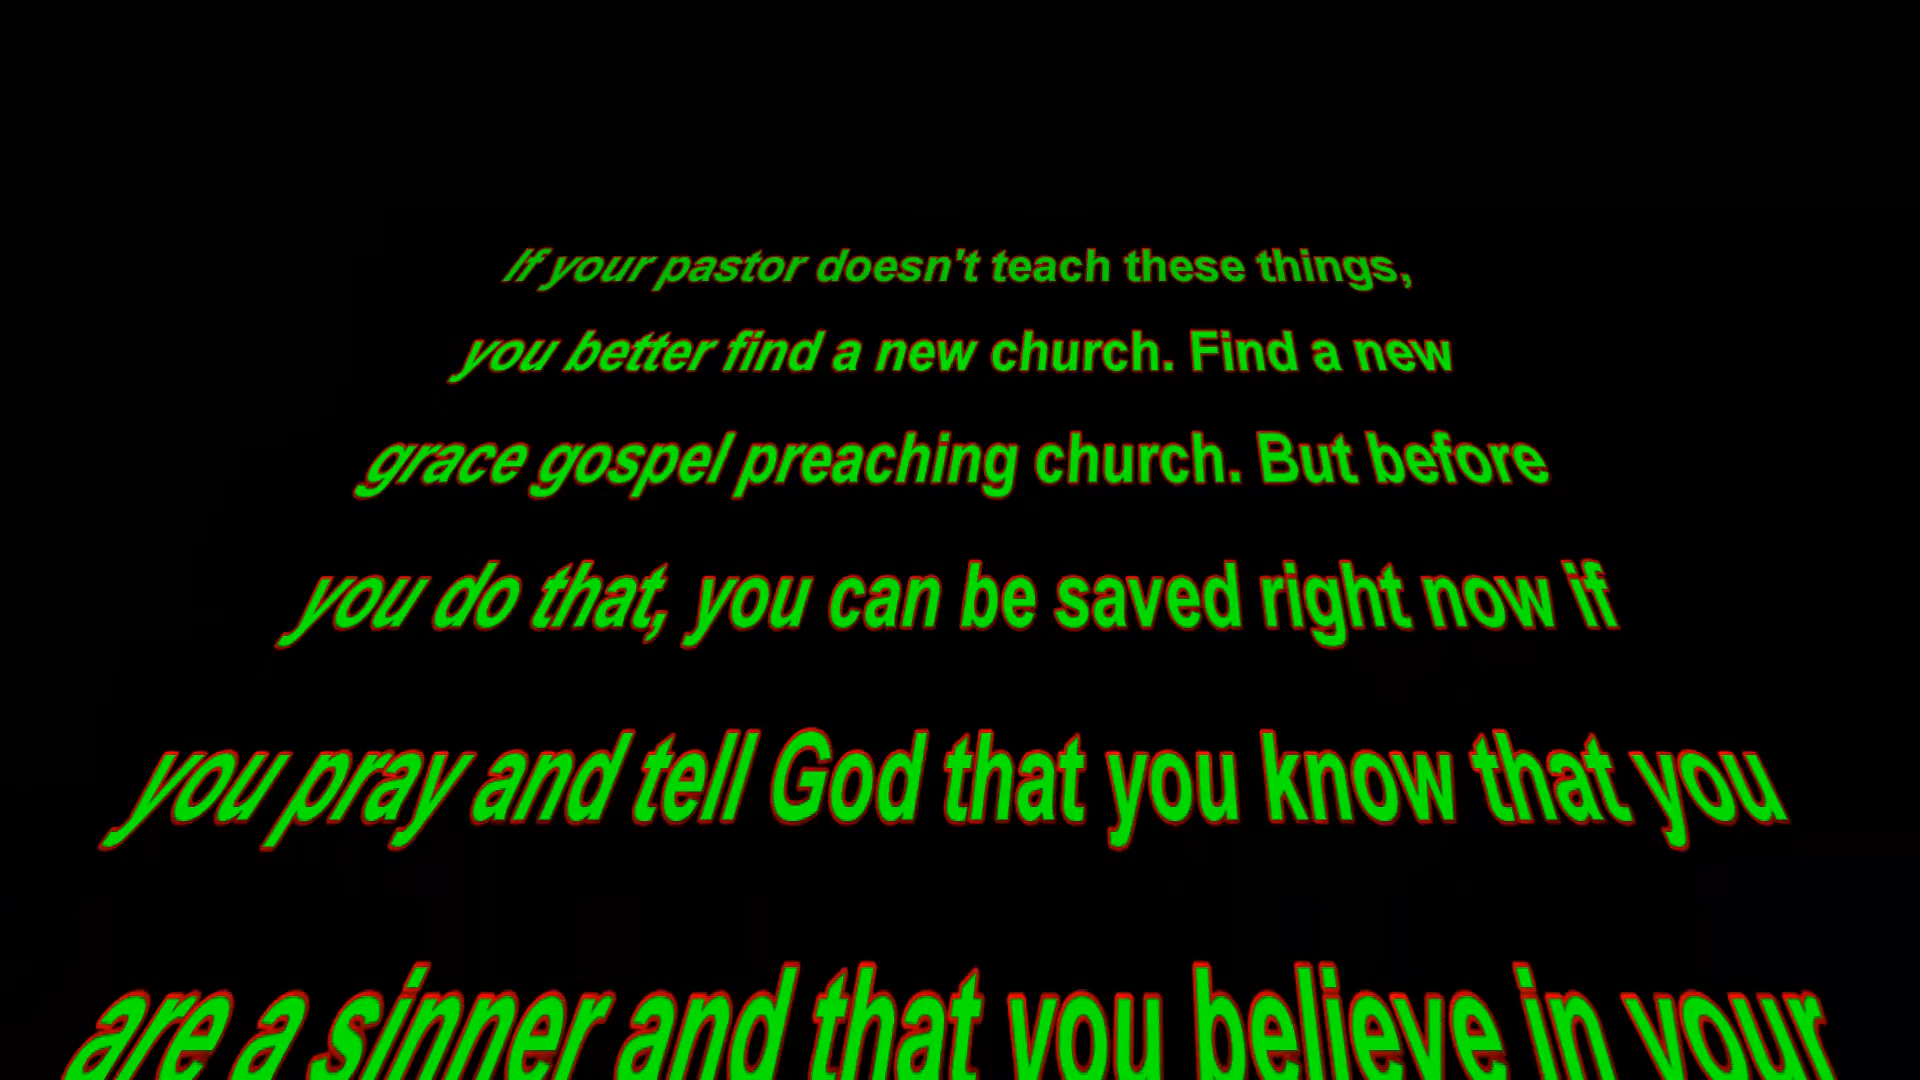 If your pastor doesn't teach these things,
you better find a new church. Find a new
grace gospel preaching church. But before
you do that, you can be saved right now if
you pray and tell God that you know that you
are a sinner and that you believe in your